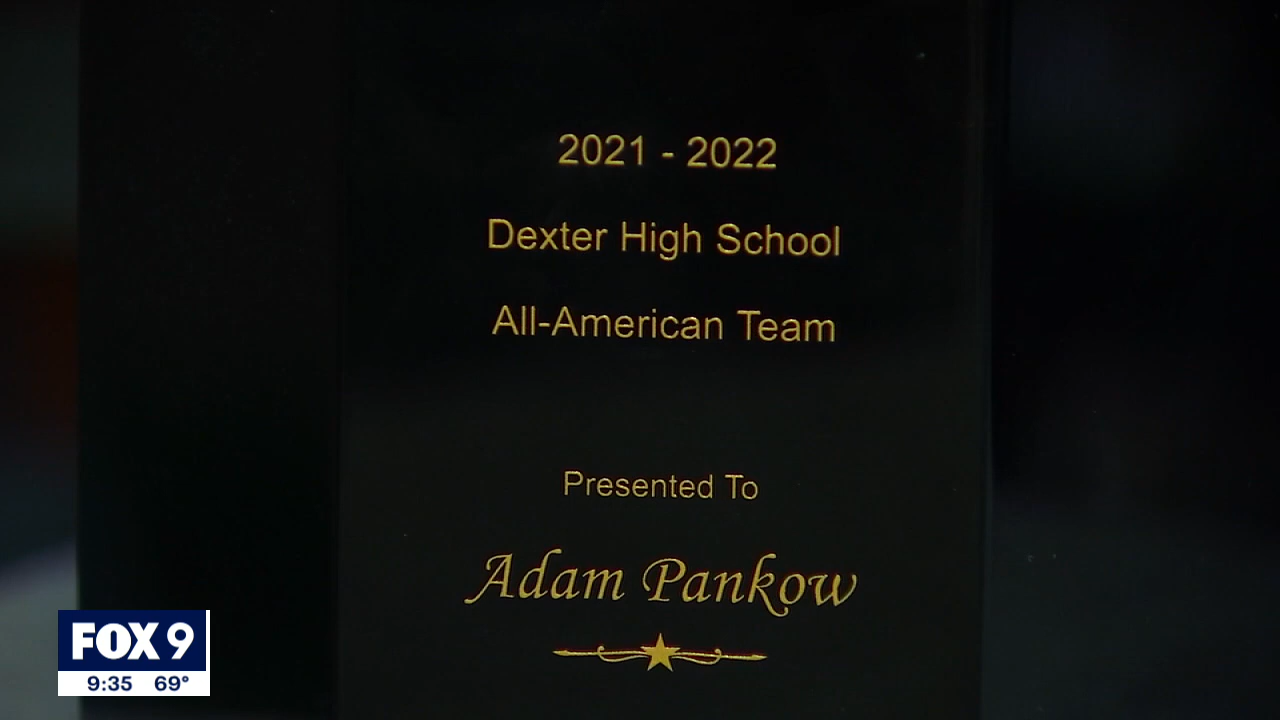 2021 - 2022
Dexter High School
All-American Team
Presented To
Adam Pankow
FOX 9
9:35 69°